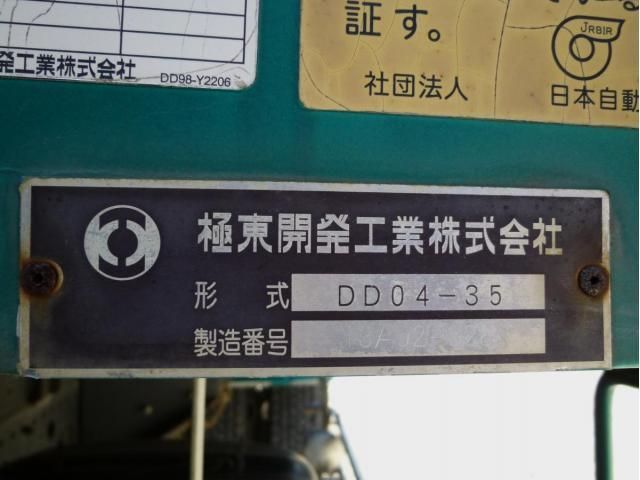 発工業株式会社
DD98-Y2206
証す。
JRBIR
社団法人
日本自動
極東開発工業株式会社
形 式 DD04-35
製造番号